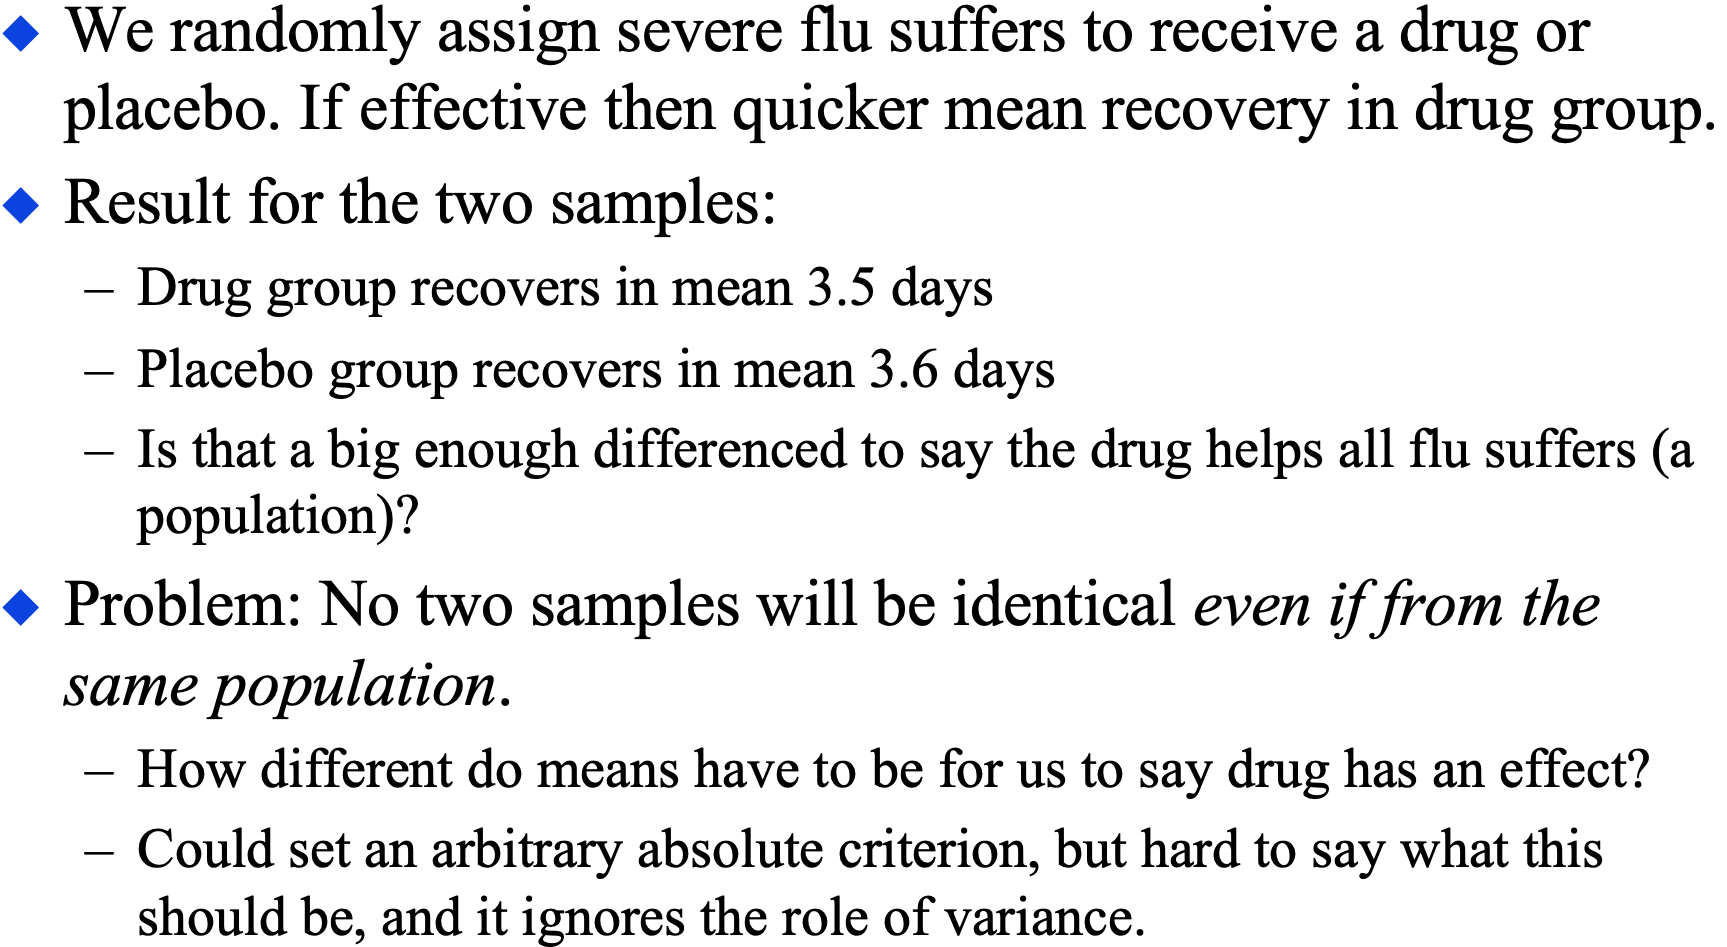 ◆ We randomly assign severe flu suffers to receive a drug or
placebo. If effective then quicker mean recovery in drug group.
◆ Result for the two samples:
– Drug group recovers in mean 3.5 days
– Placebo group recovers in mean 3.6 days
– Is that a big enough differenced to say the drug helps all flu suffers (a
population)?
◆ Problem: No two samples will be identical even if from the
same population.
– How different do means have to be for us to say drug has an effect?
– Could set an arbitrary absolute criterion, but hard to say what this
should be, and it ignores the role of variance.